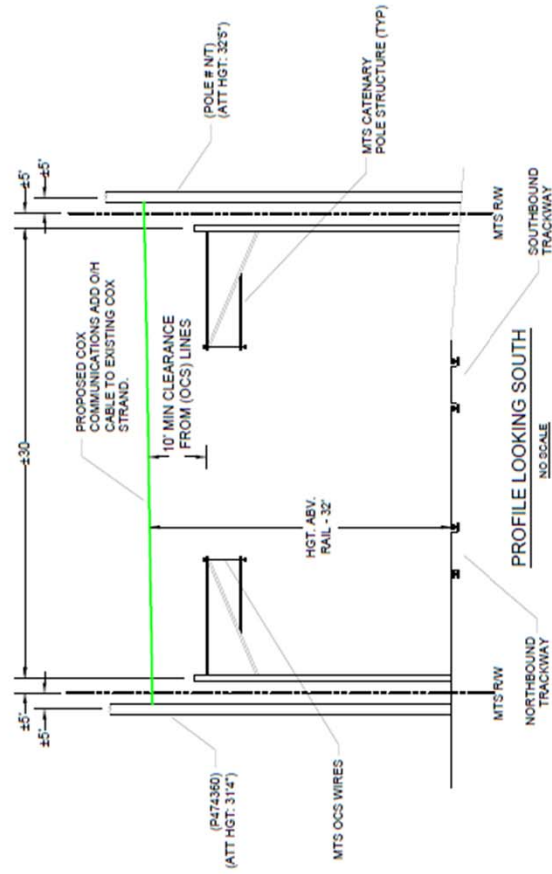 ±5'
±5'
±30
±5'
±5'
PROPOSED COX
COMMUNICATIONS ADD O/H
CABLE TO EXISTING COX
STRAND.
10' MIN CLEARANCE
FROM (OCS) LINES
(POLE # N/T)
(ATT HGT: 32'5")
MTS CATENARY
POLE STRUCTURE (TYP)
HGT. ABV.
RAIL - 32'
(P474360)
(ATT HGT: 31'4")
MTS OCS WIRES
MTS R/W
MTS R/W
NORTHBOUND
TRACKWAY
SOUTHBOUND
TRACKWAY
PROFILE LOOKING SOUTH
NO SCALE